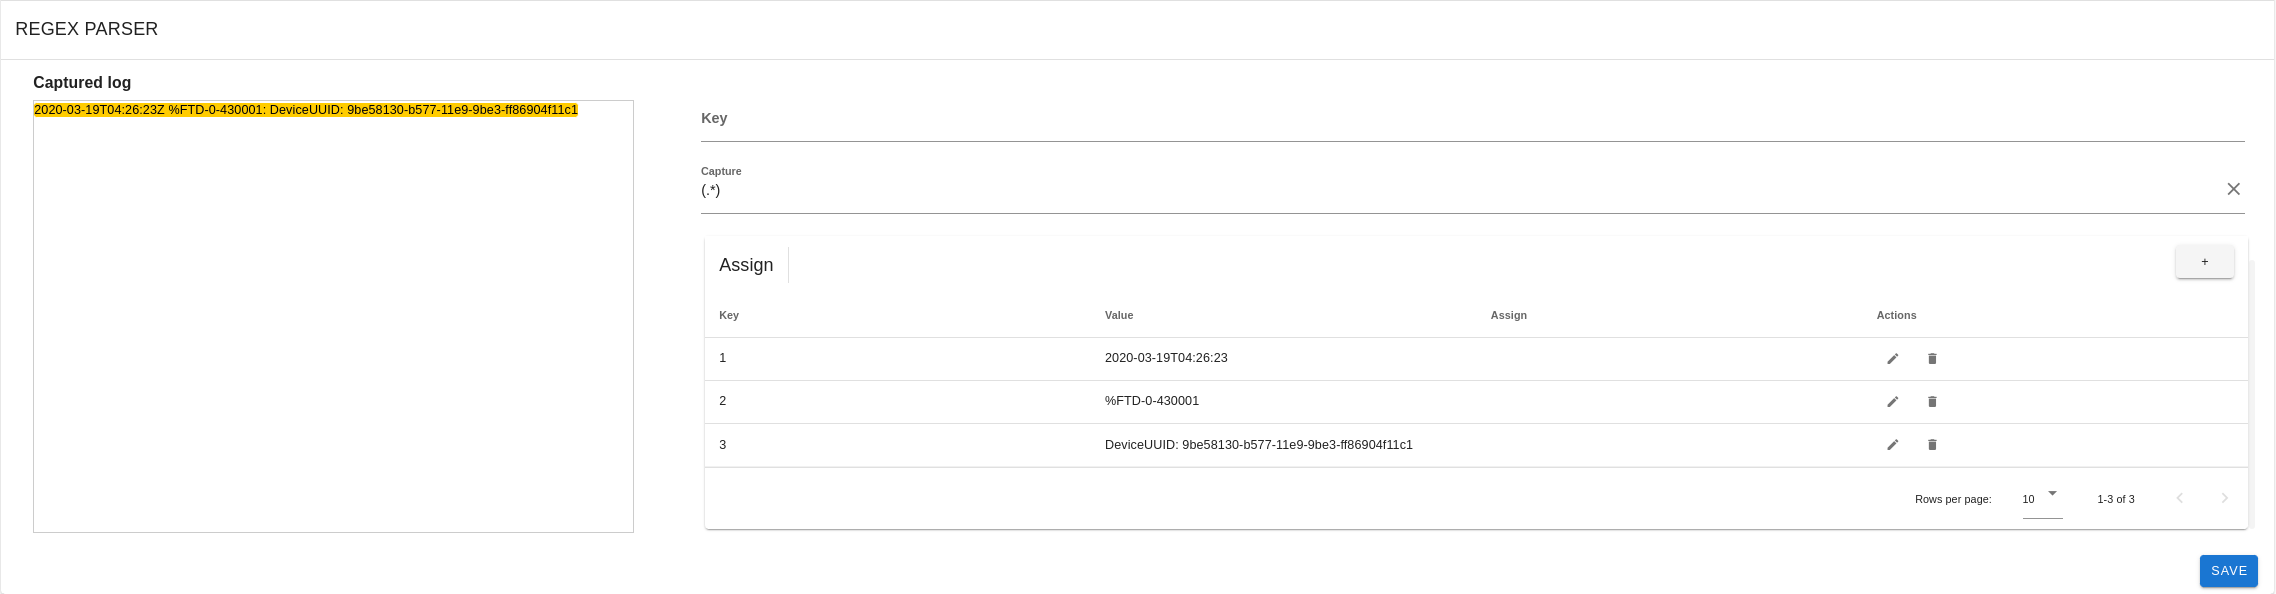 REGEX PARSER
Captured log
2020-03-19T04:26:23Z %FTD-0-430001: DeviceUUID: 9be58130-b577-11e9-9be3-ff86904f11c1
Key
Capture
(.*)
Assign
+
Key Value Assign Actions
1 2020-03-19T04:26:23
2 %FTD-0-430001
3 DeviceUUID: 9be58130-b577-11e9-9be3-ff86904f11c1
Rows per page: 10 1-3 of 3
SAVE